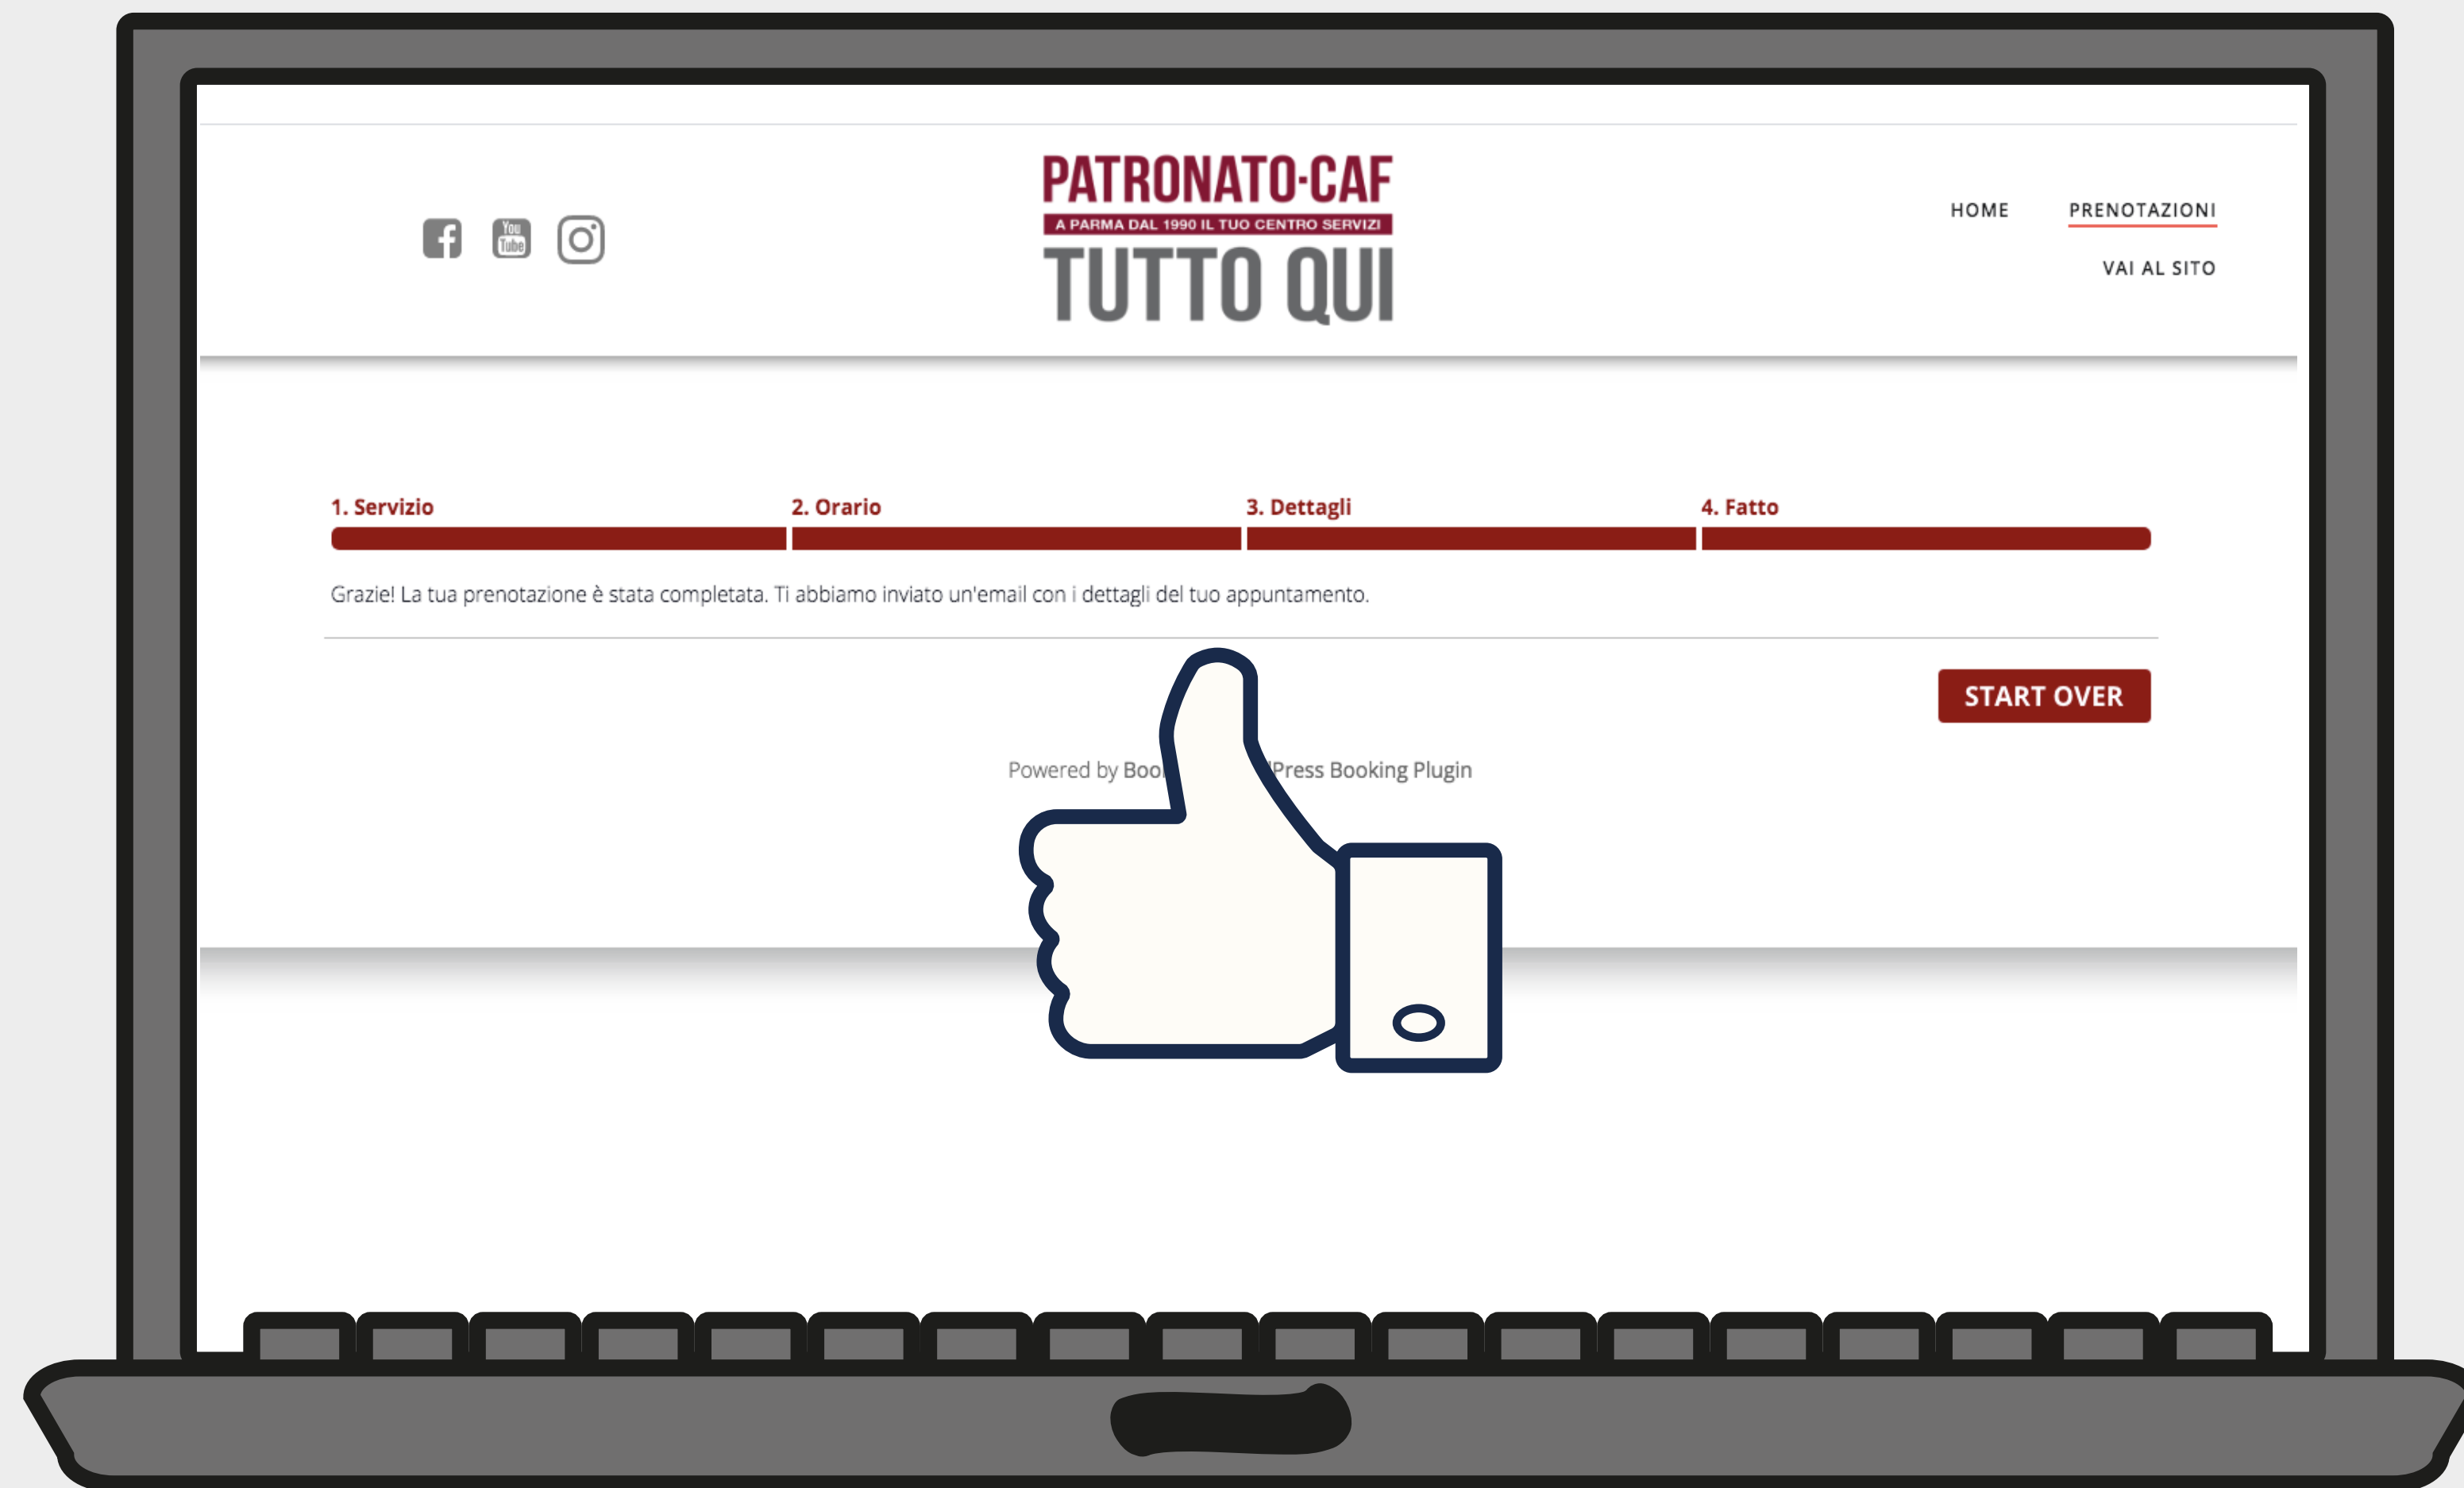 PATRONATO·CAF
A PARMA DAL 1990 IL TUO CENTRO SERVIZI
TUTTO QUI
You
Tube
HOME PRENOTAZIONI
VAI AL SITO
1. Servizio 2. Orario 3. Dettagli 4. Fatto
Grazie! La tua prenotazione è stata completata. Ti abbiamo inviato un'email con i dettagli del tuo appuntamento.
START OVER
Powered by Press Booking Plugin